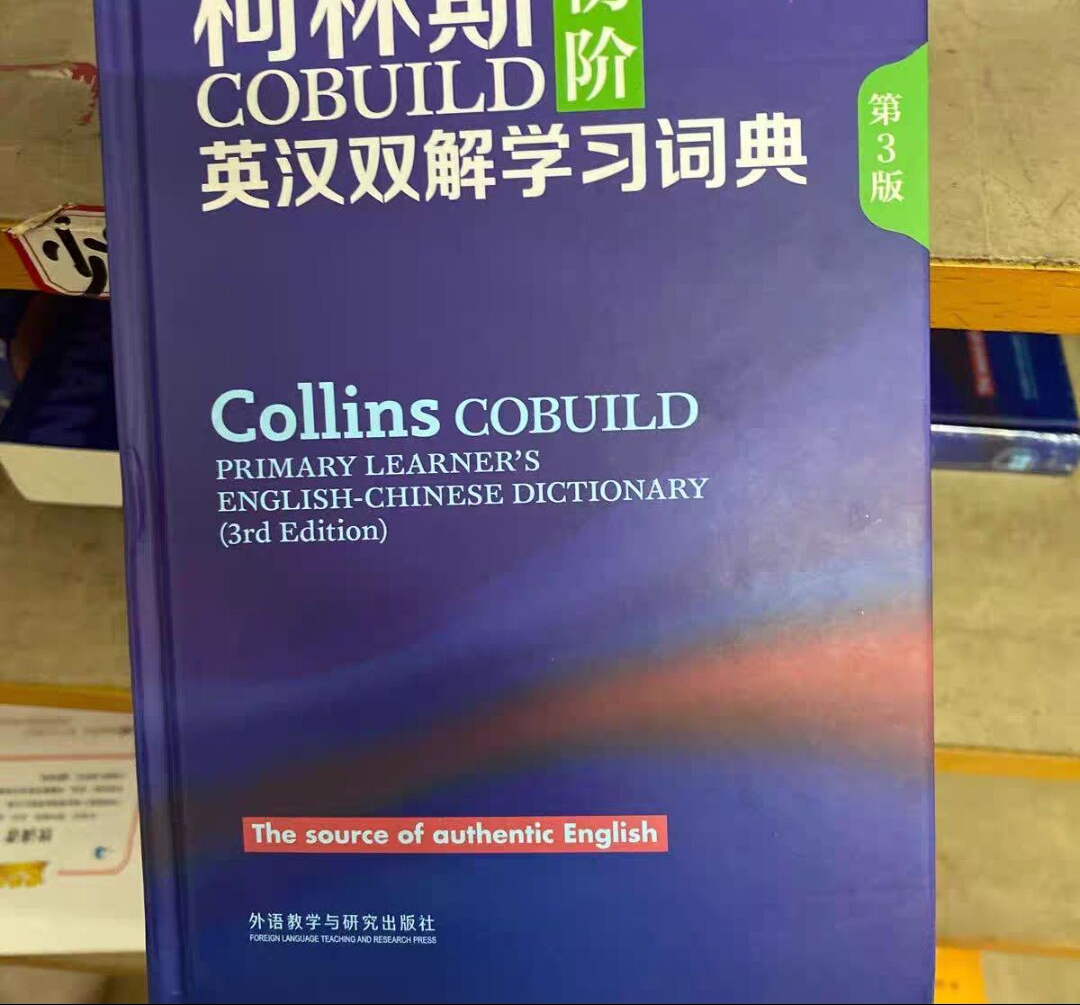 柯林斯
初阶
COBUILD
英汉双解学习词典
第3版
Collins COBUILD
PRIMARY LEARNER'S
ENGLISH-CHINESE DICTIONARY
(3rd Edition)
The source of authentic English
外语教学与研究出版社
FOREIGN LANGUAGE TEACHING AND RESEARCH PRESS